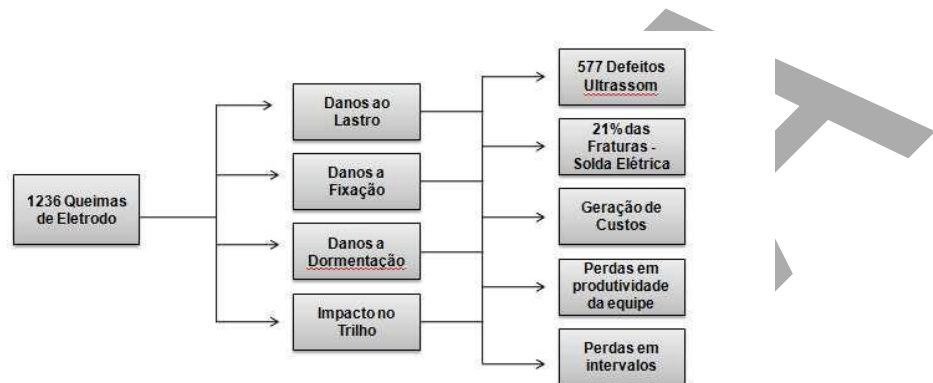 1236 Queimas
de Eletrodo
Danos ao
Lastro
Danos a
Fixação
Danos a
Dormentação
Impacto no
Trilho
577 Defeitos
Ultrassom
21% das
Fraturas -
Solda Elétrica
Geração de
Custos
Perdas em
produtividade
da equipe
Perdas em
intervalos